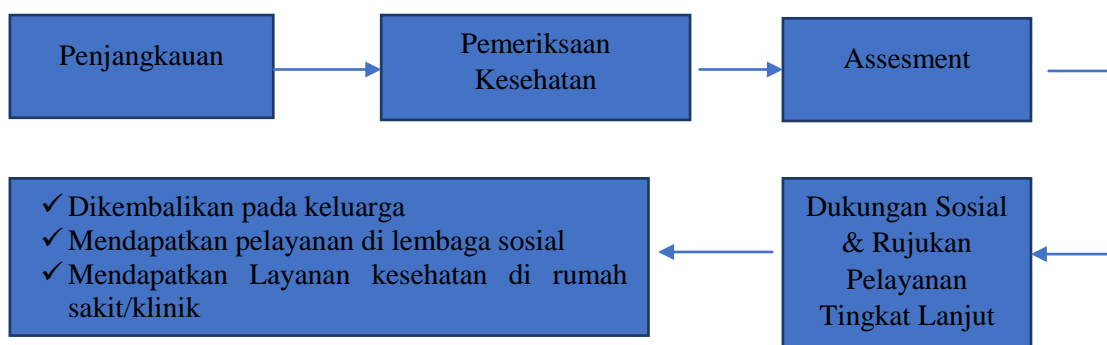 Penjangkauan
Pemeriksaan
Kesehatan
Assesment
Dukungan Sosial
& Rujukan
Pelayanan
Tingkat Lanjut
✓ Dikembalikan pada keluarga
✓ Mendapatkan pelayanan di lembaga sosial
✓ Mendapatkan Layanan kesehatan di rumah
sakit/klinik